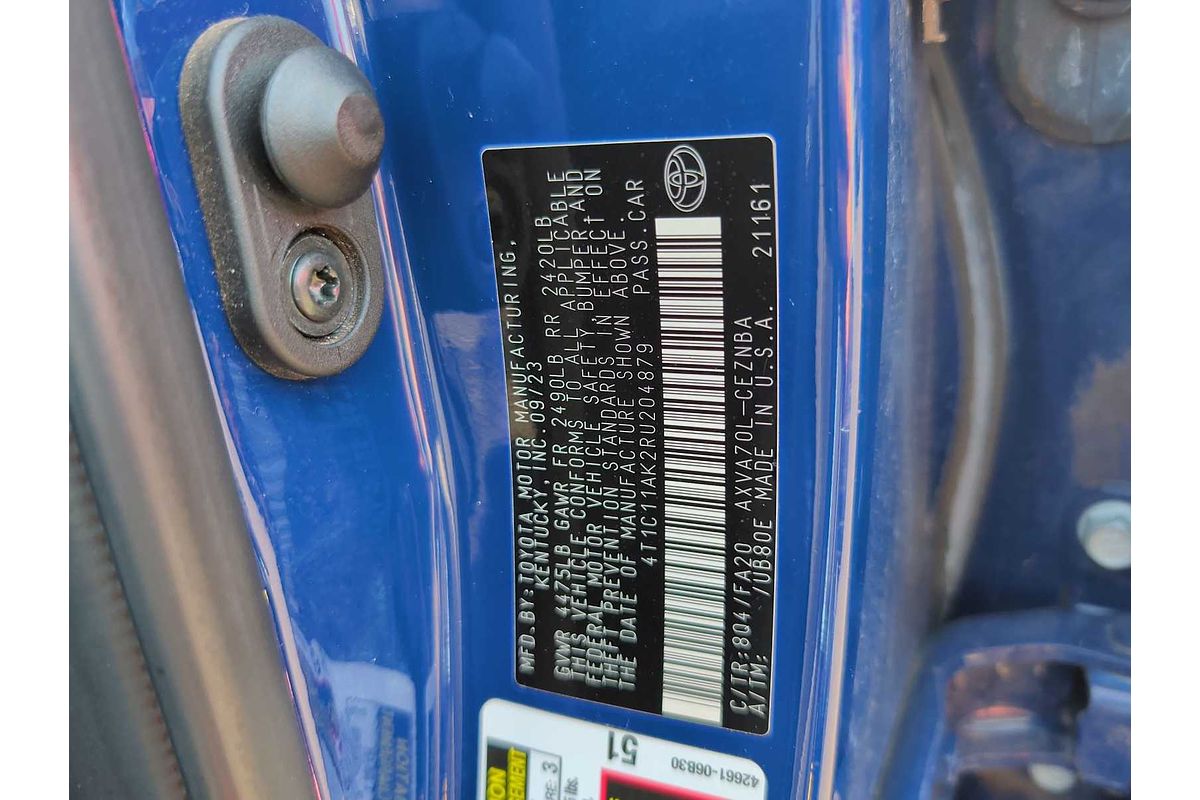 MFD.BY:TOYOTA MOTOR MANUFACTURING,
KENTUCKY, INC.09/23
GVWR 4475LB GAWR FR 2490LB RR 2420LB
THIS VEHICLE CONFORMS TO ALL APPLICABLE
FEDERAL MOTOR VEHICLE SAFETY, BUMPER, AND
THEFT PREVENTION STANDARDS IN EFFECT ON
THE DATE OF MANUFACTURE SHOWN ABOVE.
4T1C11AK2RU204879 PASS.CAR
C/TR:8Q4/FA20 AXVA70L-CEZNBA
A/TM: /UB80E MADE IN U.S.A. 21161
51
42661-06B30